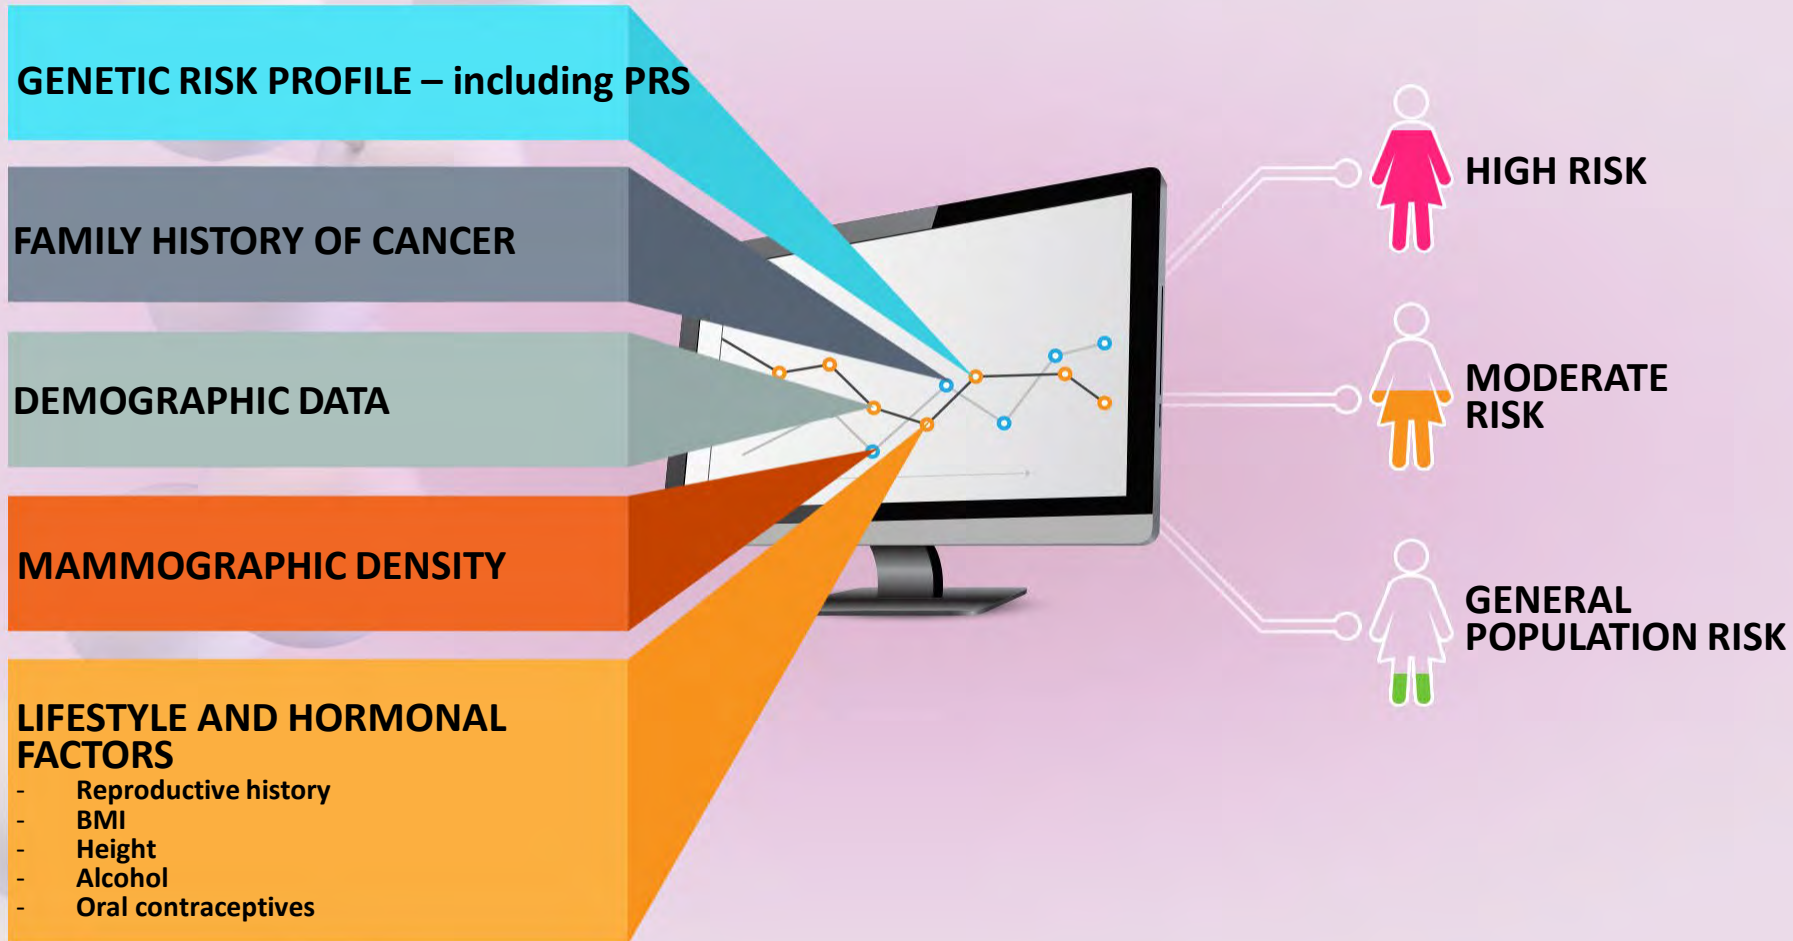 GENETIC RISK PROFILE – including PRS
FAMILY HISTORY OF CANCER
DEMOGRAPHIC DATA
MAMMOGRAPHIC DENSITY
LIFESTYLE AND HORMONAL
FACTORS
- Reproductive history
- BMI
- Height
- Alcohol
- Oral contraceptives
HIGH RISK
MODERATE
RISK
GENERAL
POPULATION RISK